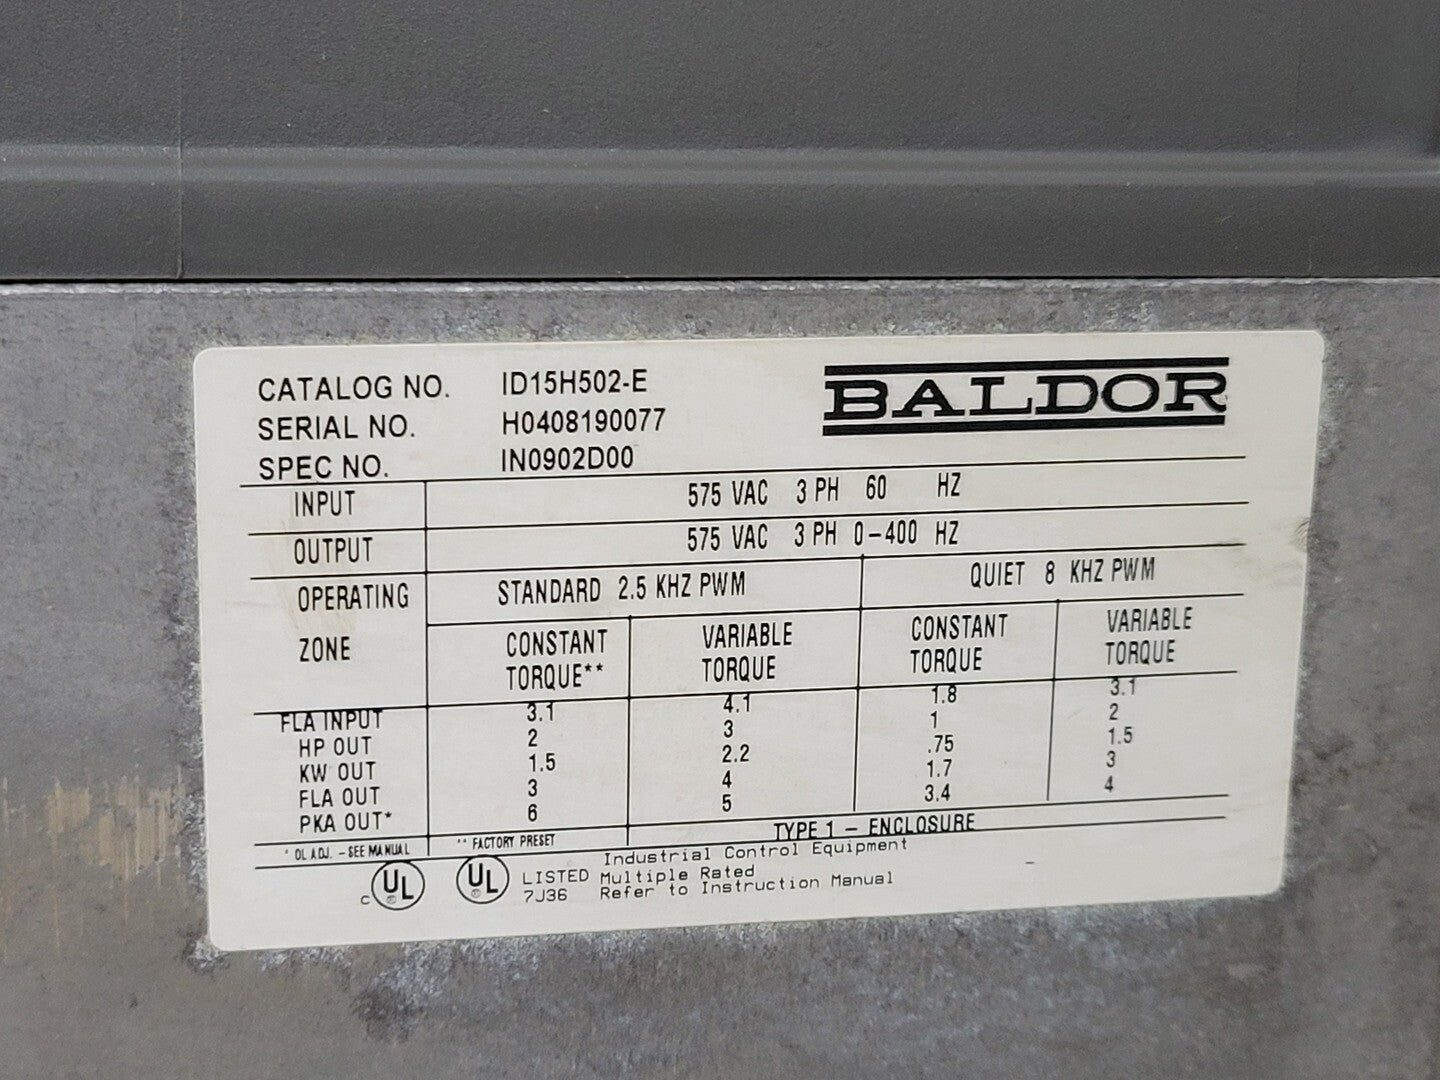 CATALOG NO. ID15H502-E
BALDOR
SERIAL NO. H0408190077
SPEC NO. IN0902D00
INPUT 575 VAC 3 PH 60 HZ
OUTPUT 575 VAC 3 PH 0-400 HZ
OPERATING STANDARD 2.5 KHZ PWM QUIET 8 KHZ PWM
ZONE CONSTANT VARIABLE CONSTANT VARIABLE
TORQUE** TORQUE TORQUE TORQUE
FLA INPUT 3.1 4.1 1.8 3.1
HP OUT 2 3 1 2
KW OUT 1.5 2.2 .75 1.5
FLA OUT 3 4 1.7 3
PKA OUT* 6 5 3.4 4
* OL ADJ. - SEE MANUAL ** FACTORY PRESET TYPE 1 - ENCLOSURE
Industrial Control Equipment
c UL ® UL ® LISTED Multiple Rated
7J36 Refer to Instruction Manual